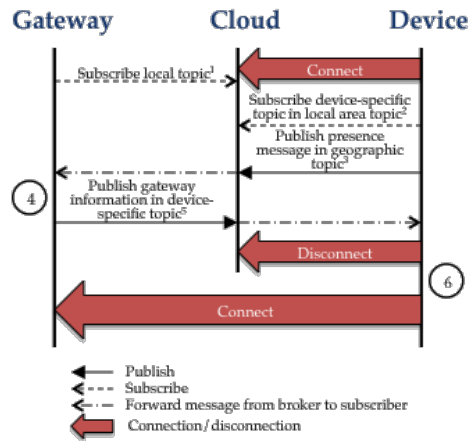 Gateway Cloud Device
Connect
Subscribe local topic¹
Subscribe device-specific
topic in local area topic²
Publish presence
message in geographic
topic³
Publish gateway
information in device-
specific topic⁵
4
Disconnect
6
Connect
Publish
Subscribe
Forward message from broker to subscriber
Connection/disconnection